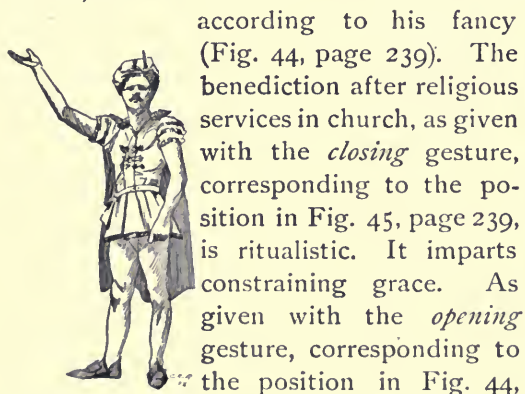 according to his fancy
(Fig. 44, page 239). The
benediction after religious
services in church, as given
with the closing gesture,
corresponding to the po-
sition in Fig. 45, page 239,
is ritualistic. It imparts
constraining grace. As
given with the opening
gesture, corresponding to
the position in Fig. 44,